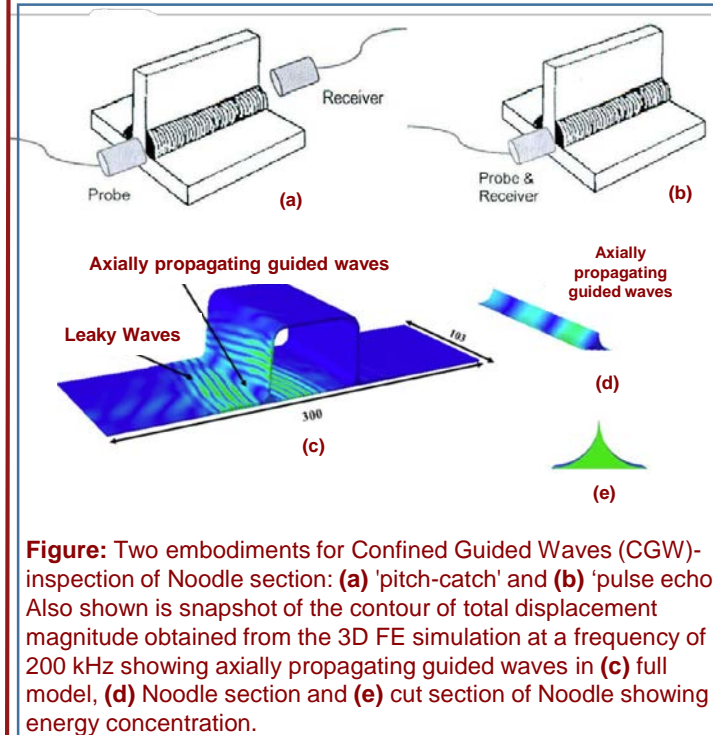 Receiver
Probe
(a)
Probe &
Receiver
(b)
Axially propagating guided waves
Leaky Waves
103
300
(c)
Axially
propagating
guided waves
(d)
(e)
Figure: Two embodiments for Confined Guided Waves (CGW)-
inspection of Noodle section: (a) 'pitch-catch' and (b) ‘pulse echo
Also shown is snapshot of the contour of total displacement
magnitude obtained from the 3D FE simulation at a frequency of
200 kHz showing axially propagating guided waves in (c) full
model, (d) Noodle section and (e) cut section of Noodle showing
energy concentration.